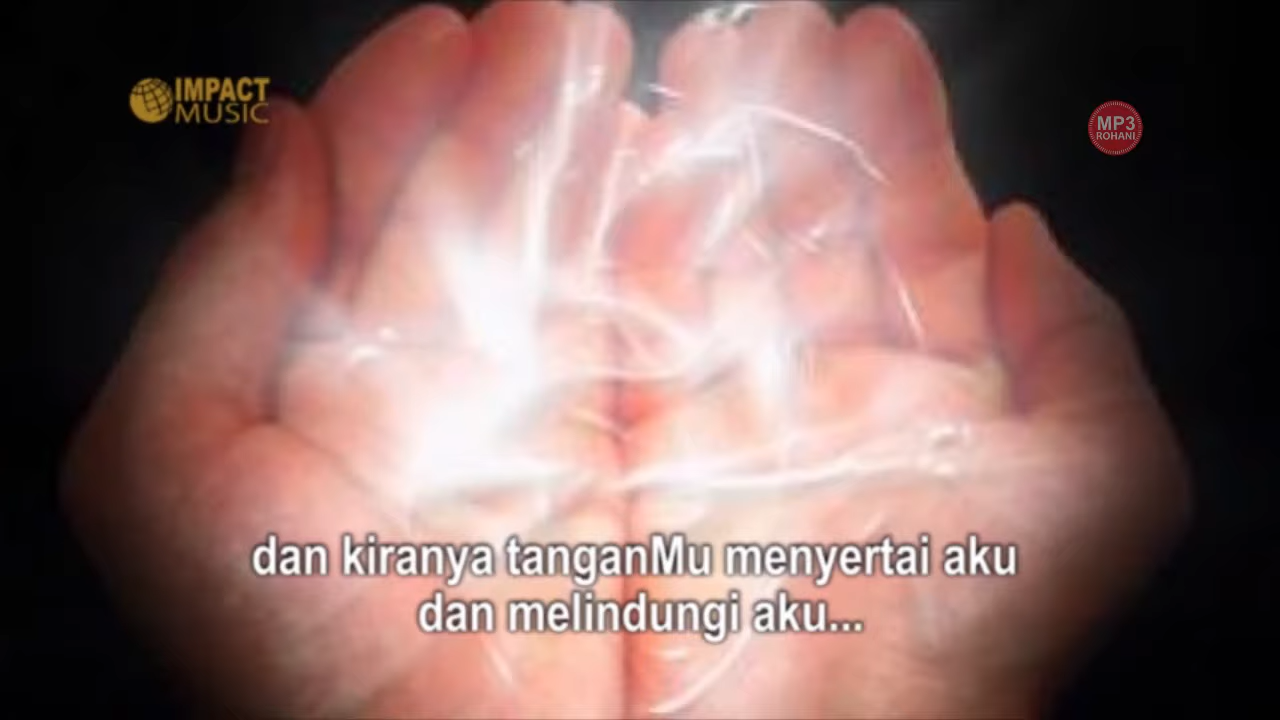 IMPACT
MUSIC
MP3
ROHANI
dan kiranya tanganMu menyertai aku
dan melindungi aku...